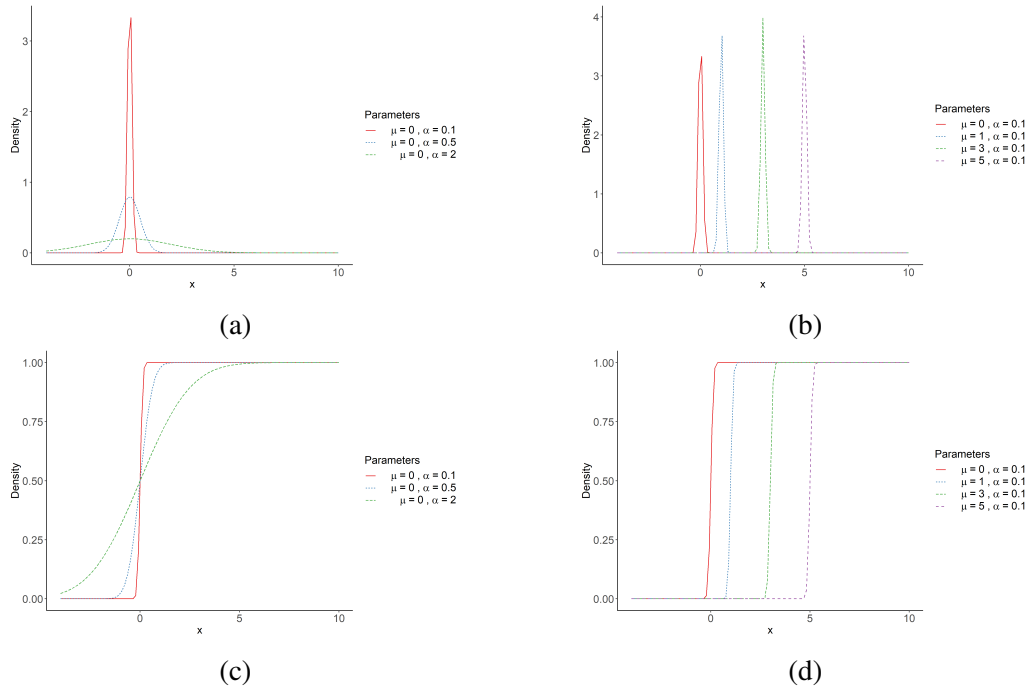 3
2
1
0
Density
0
5
10
x
Parameters
μ = 0 , α = 0.1
μ = 0 , α = 0.5
μ = 0 , α = 2
(a)
4
3
2
1
0
Density
0
5
10
x
Parameters
μ = 0 , α = 0.1
μ = 1 , α = 0.1
μ = 3 , α = 0.1
μ = 5 , α = 0.1
(b)
1.00
0.75
0.50
0.25
0.00
Density
0
5
10
x
Parameters
μ = 0 , α = 0.1
μ = 0 , α = 0.5
μ = 0 , α = 2
(c)
1.00
0.75
0.50
0.25
0.00
Density
0
5
10
x
Parameters
μ = 0 , α = 0.1
μ = 1 , α = 0.1
μ = 3 , α = 0.1
μ = 5 , α = 0.1
(d)